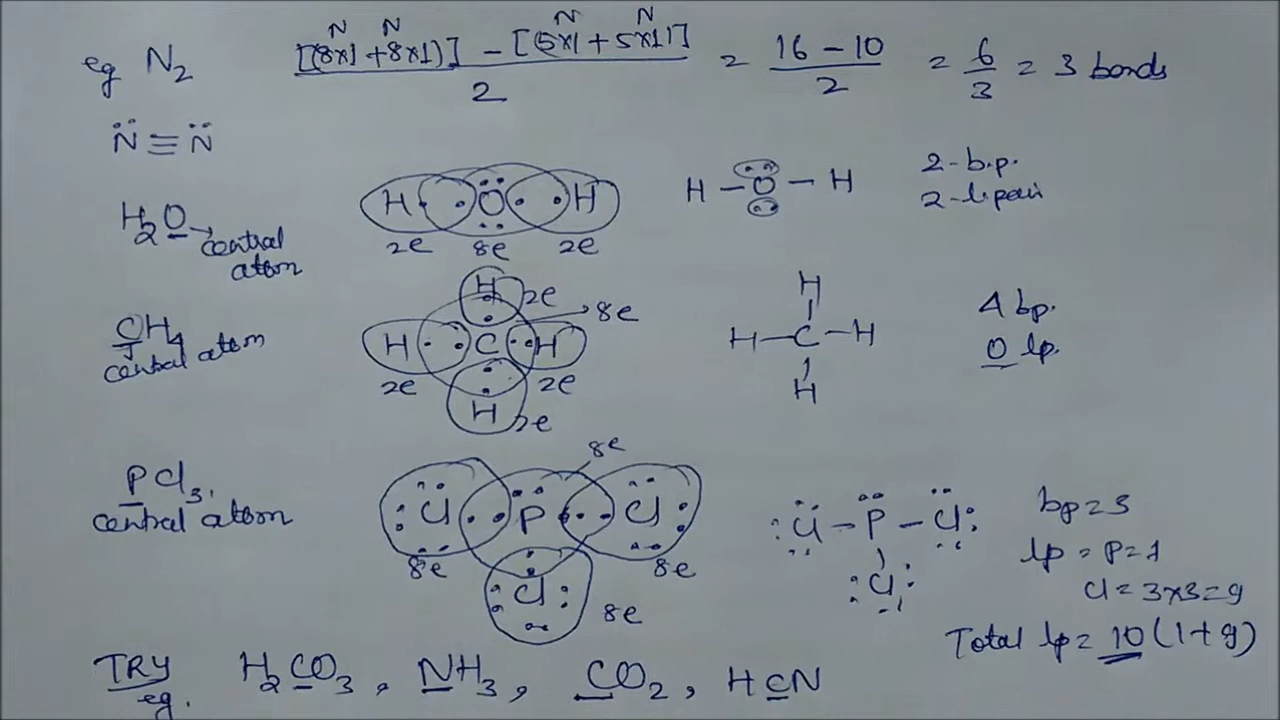 N N N N
eg N2 [(8x1 + 8x1)] - [5x1 + 5x1] / 2 = 16 - 10 / 2 = 6 / 3 = 3 bonds
N ≡ N
H2O → central atom H O H 2e 8e 2e H - O - H 2 - b.p.
2 - l.pair
CH4 central atom H H C H H 2e 8e 2e 2e 2e H H - C - H H 4 bp.
0 lp.
PCl3. central atom Cl P Cl Cl 8e 8e 8e 8e :Cl - P - Cl: :Cl: bp = 3
lp = P = 1
Cl = 3x3 = 9
Total lp = 10 (1+9)
TRY eg. H2CO3, NH3, CO2, HCN